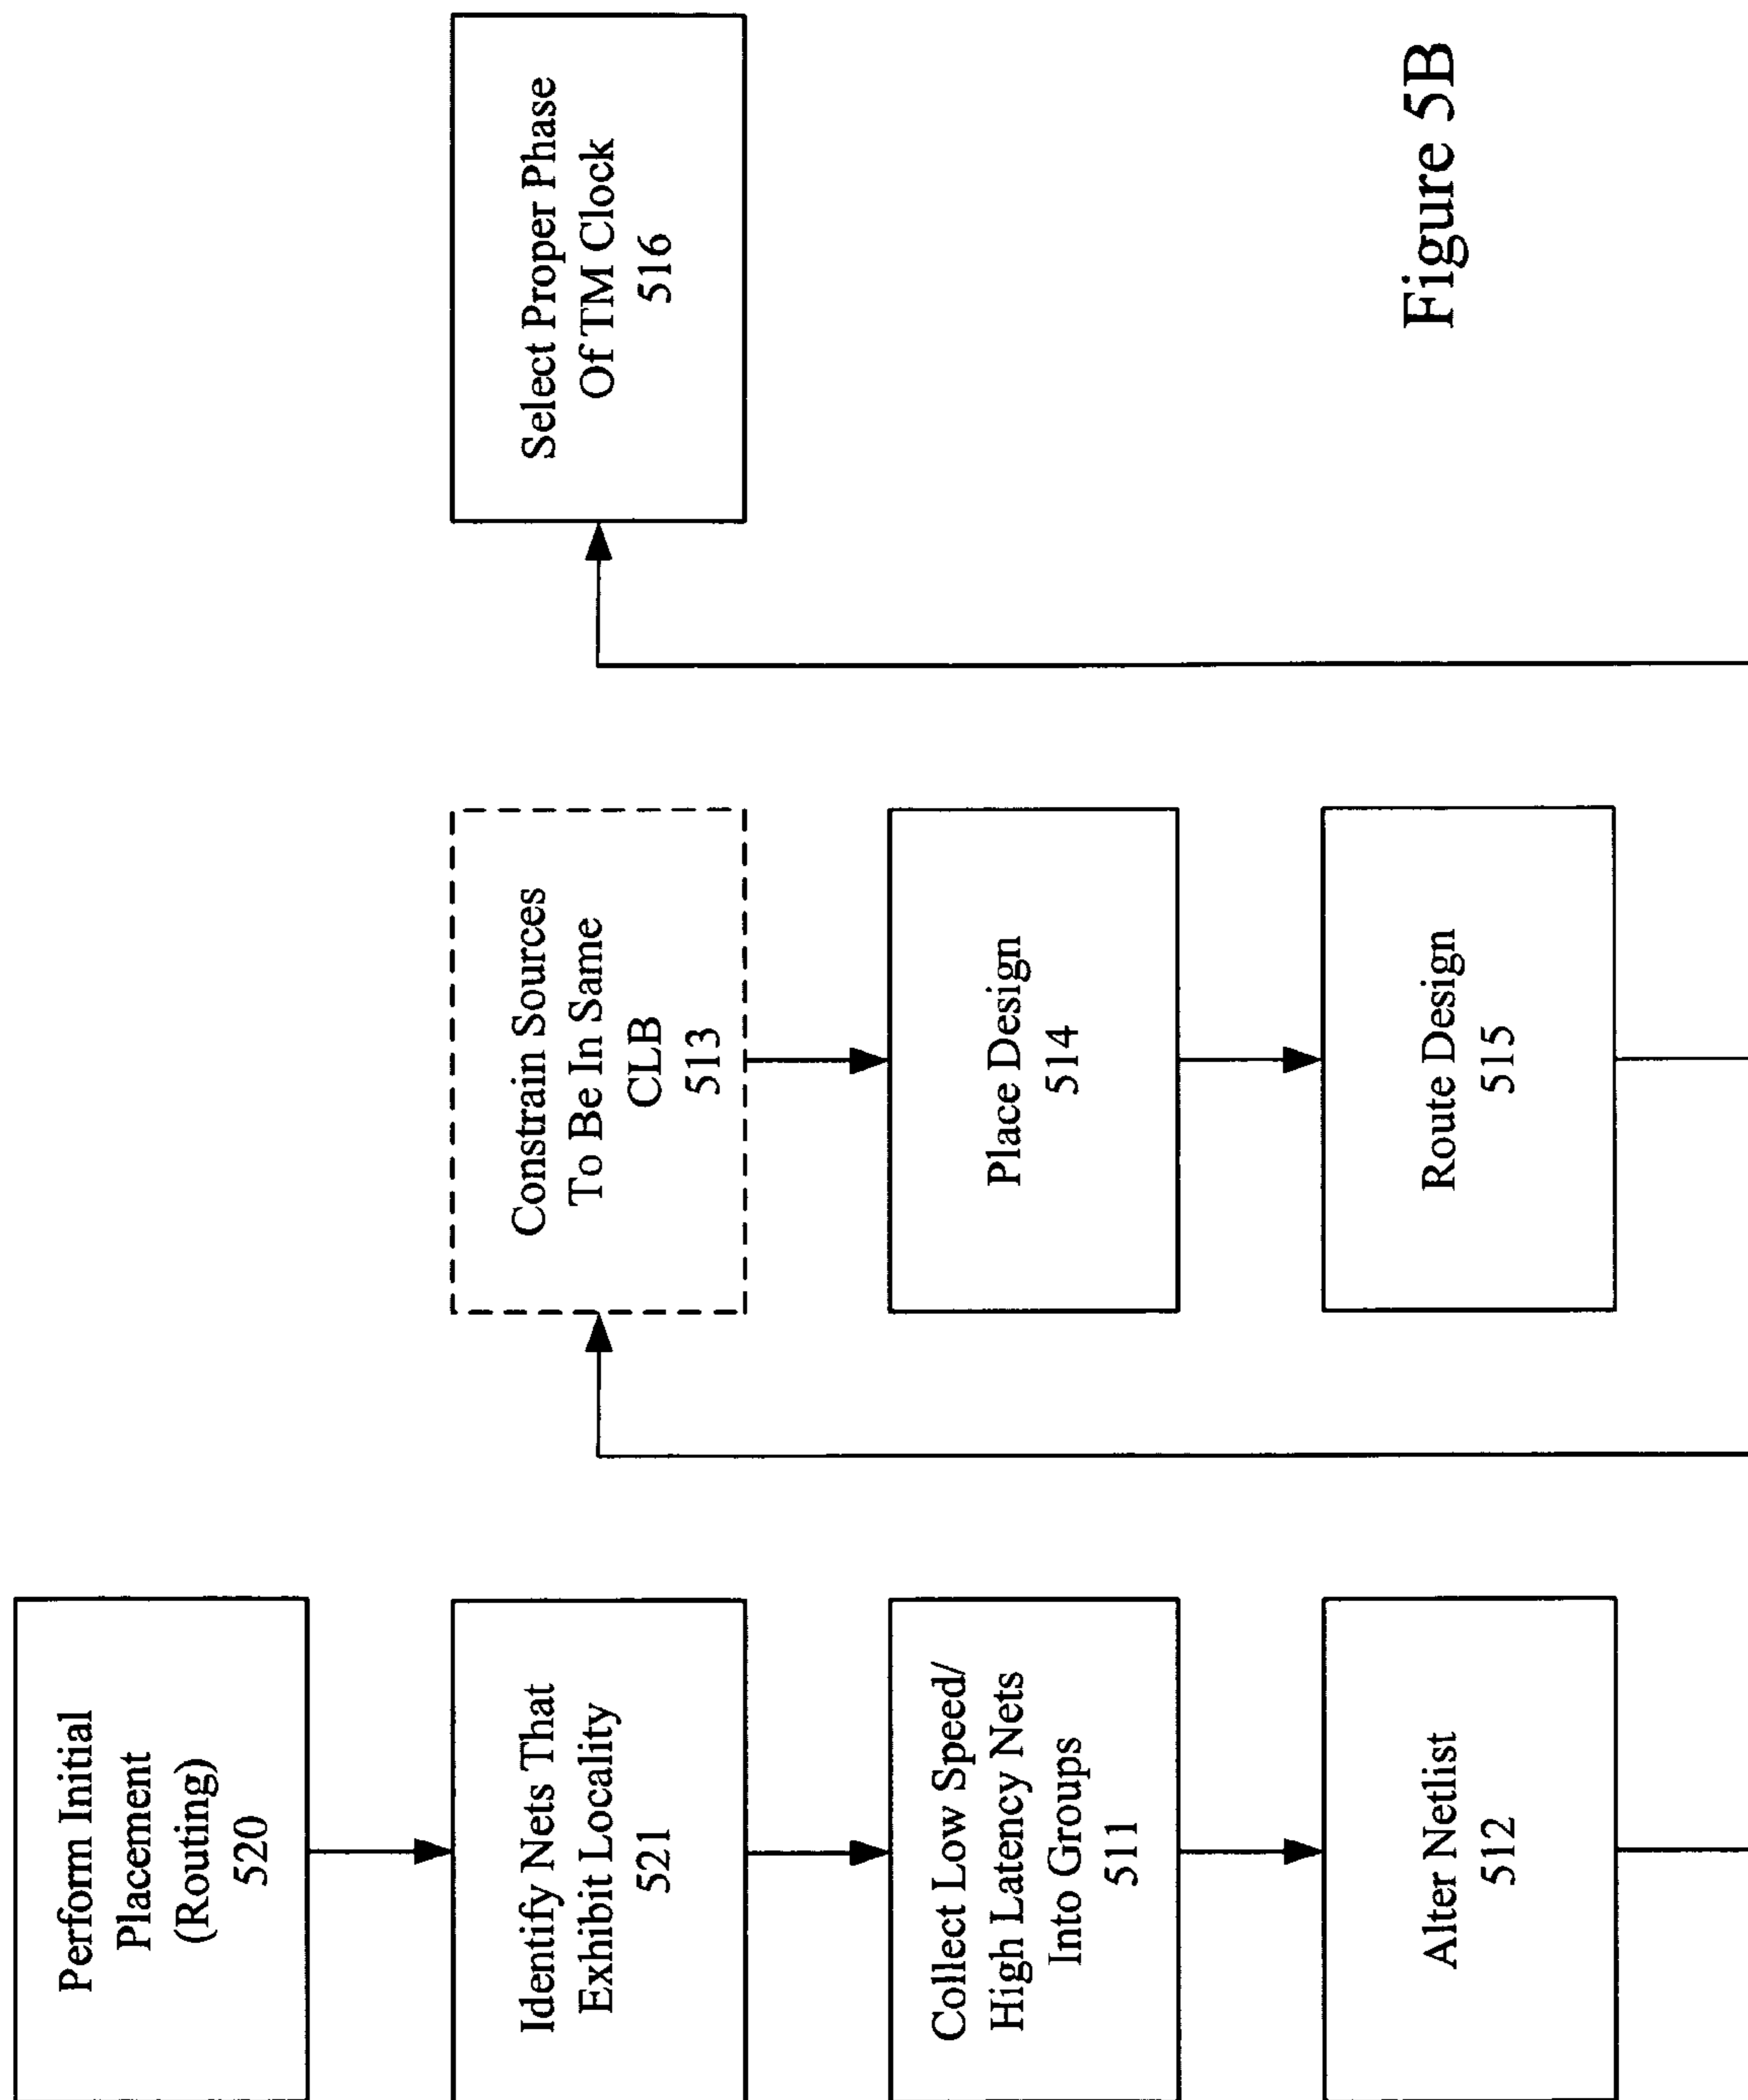 Perform Initial
Placement
(Routing)
520
Identify Nets That
Exhibit Locality
521
Collect Low Speed/
High Latency Nets
Into Groups
511
Alter Netlist
512
Constrain Sources
To Be In Same
CLB
513
Place Design
514
Route Design
515
Select Proper Phase
Of TM Clock
516
Figure 5B